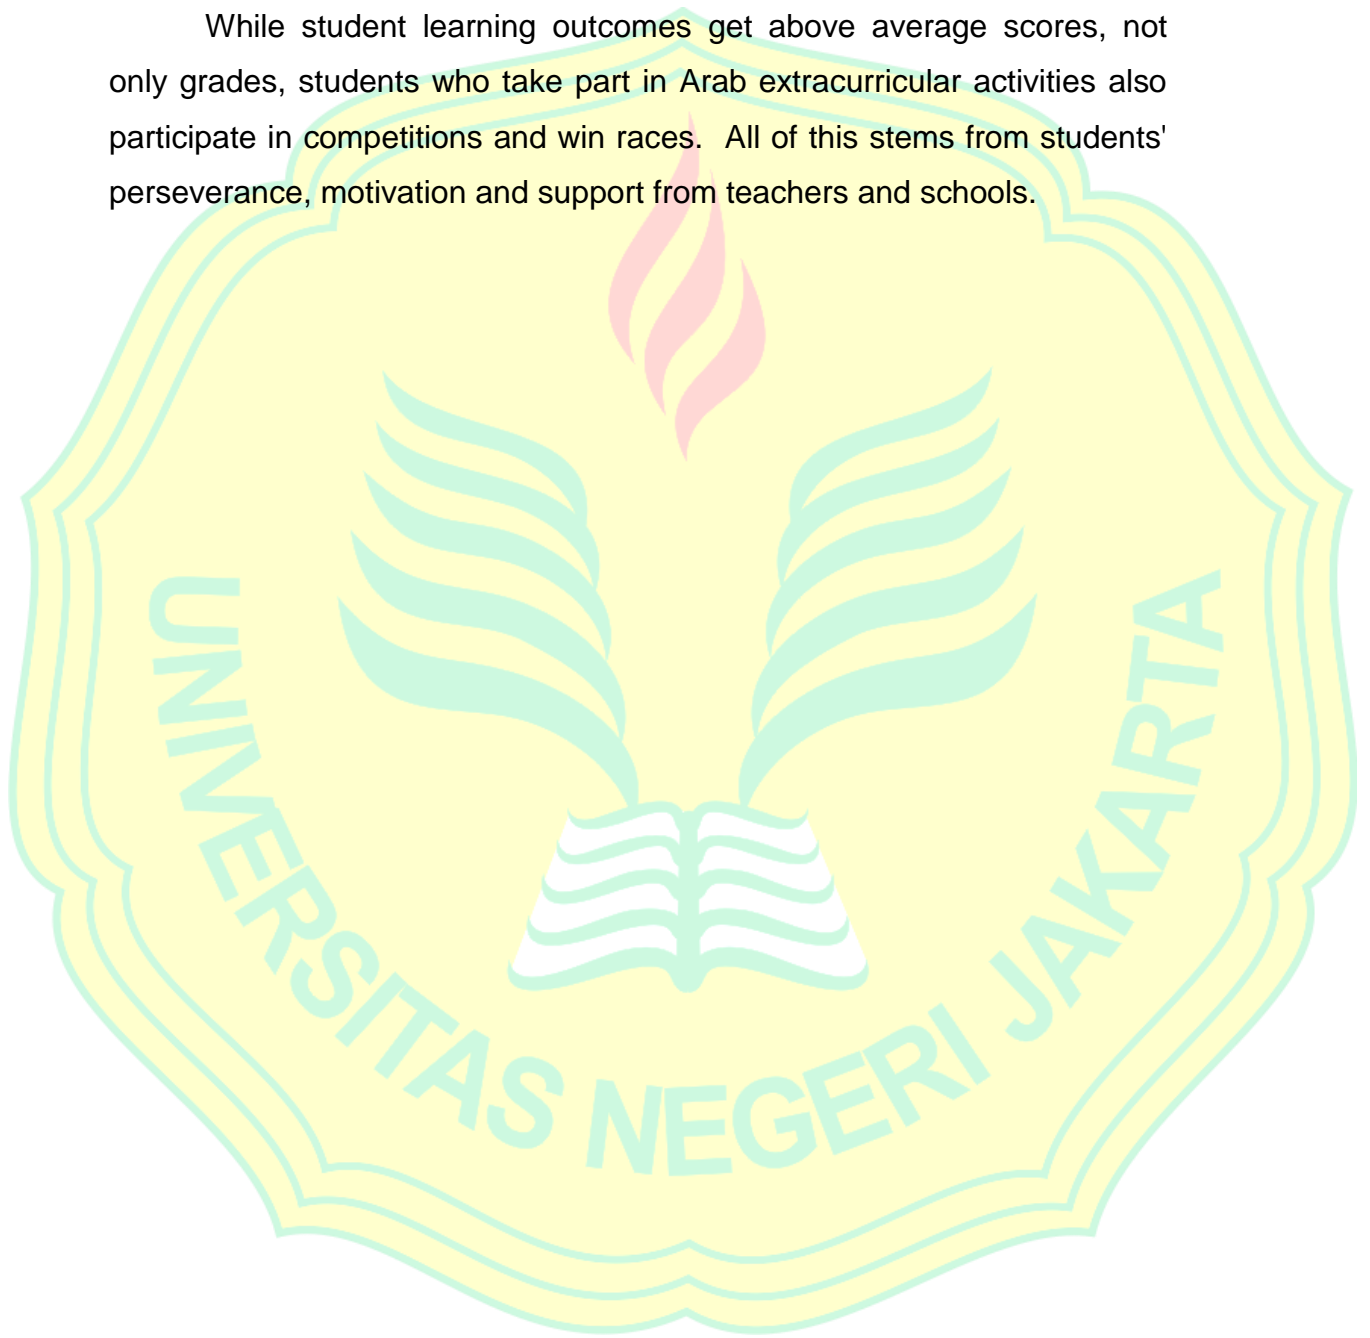 While student learning outcomes get above average scores, not
only grades, students who take part in Arab extracurricular activities also
participate in competitions and win races.  All of this stems from students'
perseverance, motivation and support from teachers and schools.
UNIVERSITAS NEGERI JAKARTA